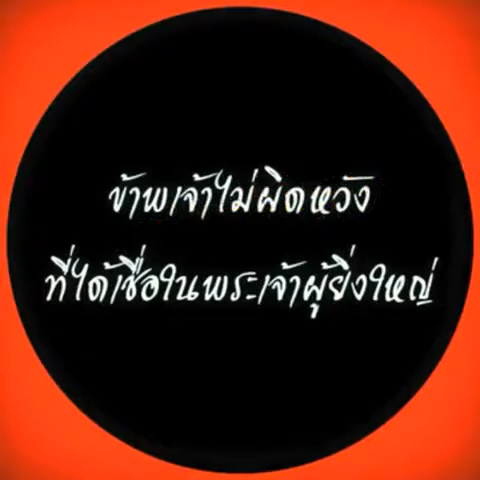 ข้าพเจ้าไม่ผิดหวัง
ที่ได้เชื่อในพระเจ้าผู้ยิ่งใหญ่